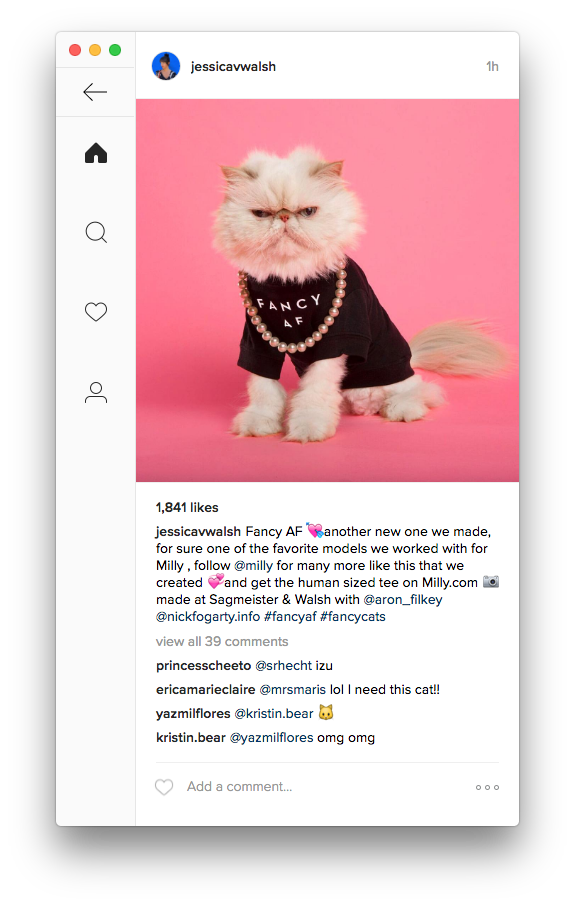 jessicavwalsh 1h
FANCY
AF
1,841 likes
jessicavwalsh Fancy AF 💘another new one we made,
for sure one of the favorite models we worked with for
Milly , follow @milly for many more like this that we
created 💞and get the human sized tee on Milly.com 📷
made at Sagmeister & Walsh with @aron_filkey
@nickfogarty.info #fancyaf #fancycats
view all 39 comments
princesscheeto @srhecht izu
ericamarieclaire @mrsmaris lol I need this cat!!
yazmilflores @kristin.bear 🐱
kristin.bear @yazmilflores omg omg
Add a comment...